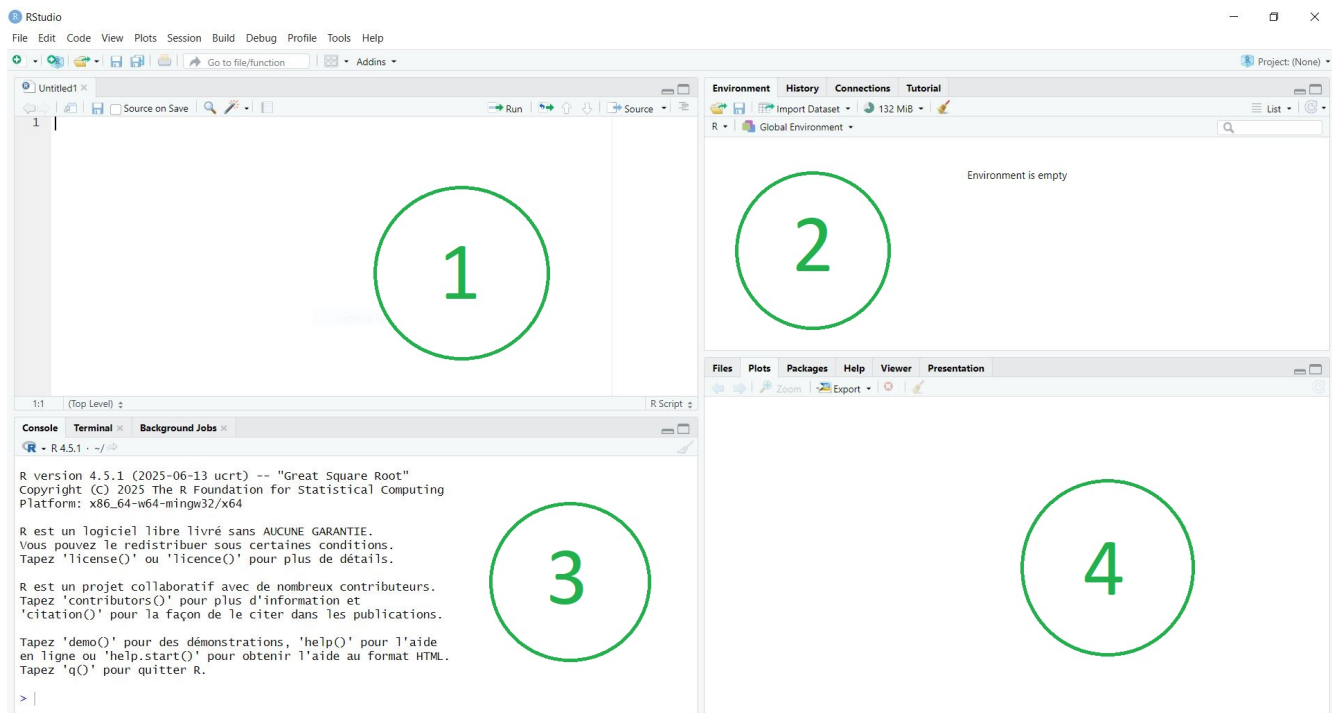 RStudio
File Edit Code View Plots Session Build Debug Profile Tools Help
Go to file/function Addins Project: (None)
Untitled1
Source on Save Run Source
1
1
1:1 (Top Level) R Script
Environment History Connections Tutorial
Import Dataset 132 MiB List
R Global Environment
Environment is empty
2
Console Terminal Background Jobs
R 4.5.1 · ~/
R version 4.5.1 (2025-06-13 ucrt) -- "Great Square Root"
Copyright (C) 2025 The R Foundation for Statistical Computing
Platform: x86_64-w64-mingw32/x64
R est un logiciel libre livré sans AUCUNE GARANTIE.
Vous pouvez le redistribuer sous certaines conditions.
Tapez 'license()' ou 'licence()' pour plus de détails.
R est un projet collaboratif avec de nombreux contributeurs.
Tapez 'contributors()' pour plus d'information et
'citation()' pour la façon de le citer dans les publications.
Tapez 'demo()' pour des démonstrations, 'help()' pour l'aide
en ligne ou 'help.start()' pour obtenir l'aide au format HTML.
Tapez 'q()' pour quitter R.
>
3
Files Plots Packages Help Viewer Presentation
Zoom Export
4